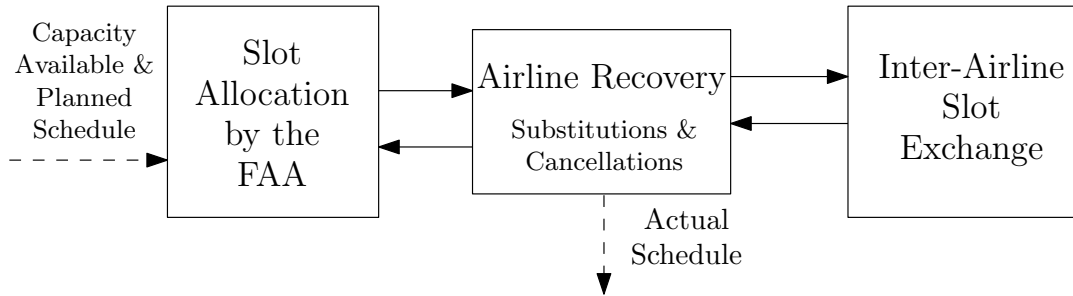 Capacity
Available &
Planned
Schedule
Slot
Allocation
by the
FAA
Airline Recovery
Substitutions &
Cancellations
Inter-Airline
Slot
Exchange
Actual
Schedule